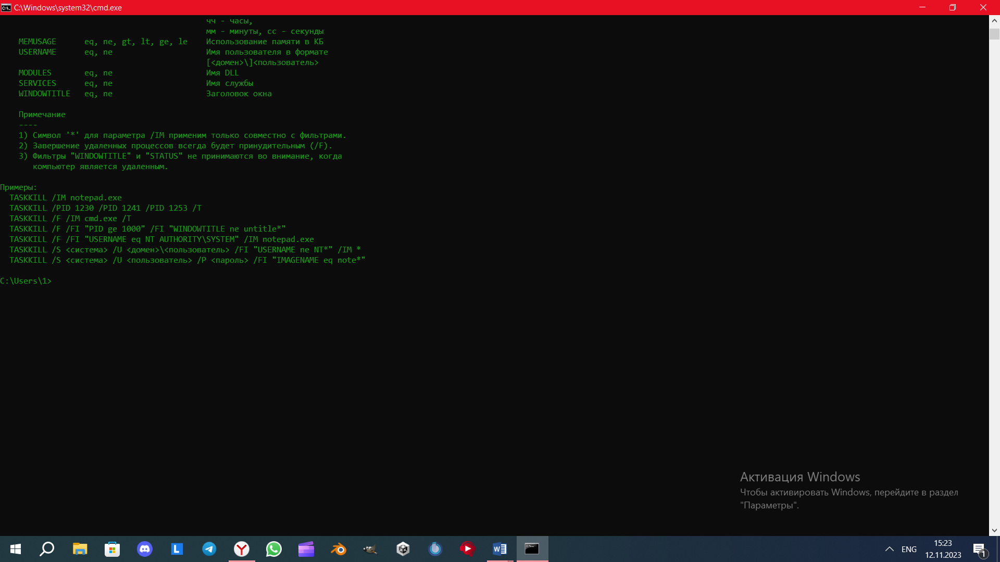 C:\Windows\system32\cmd.exe
чч - часы,
мм - минуты, сс - секунды
MEMUSAGE      eq, ne, gt, lt, ge, le    Использование памяти в КБ
USERNAME      eq, ne                    Имя пользователя в формате
[<домен>\]<пользователь>
MODULES       eq, ne                    Имя DLL
SERVICES      eq, ne                    Имя службы
WINDOWTITLE   eq, ne                    Заголовок окна
Примечание
----
1) Символ '*' для параметра /IM применим только совместно с фильтрами.
2) Завершение удаленных процессов всегда будет принудительным (/F).
3) Фильтры "WINDOWTITLE" и "STATUS" не принимаются во внимание, когда
компьютер является удаленным.
Примеры:
TASKKILL /IM notepad.exe
TASKKILL /PID 1230 /PID 1241 /PID 1253 /T
TASKKILL /F /IM cmd.exe /T
TASKKILL /F /FI "PID ge 1000" /FI "WINDOWTITLE ne untitle*"
TASKKILL /F /FI "USERNAME eq NT AUTHORITY\SYSTEM" /IM notepad.exe
TASKKILL /S <система> /U <домен>\<пользователь> /FI "USERNAME ne NT*" /IM *
TASKKILL /S <система> /U <пользователь> /P <пароль> /FI "IMAGENAME eq note*"
C:\Users\1>
Активация Windows
Чтобы активировать Windows, перейдите в раздел
"Параметры".
ENG
15:23
12.11.2023
1